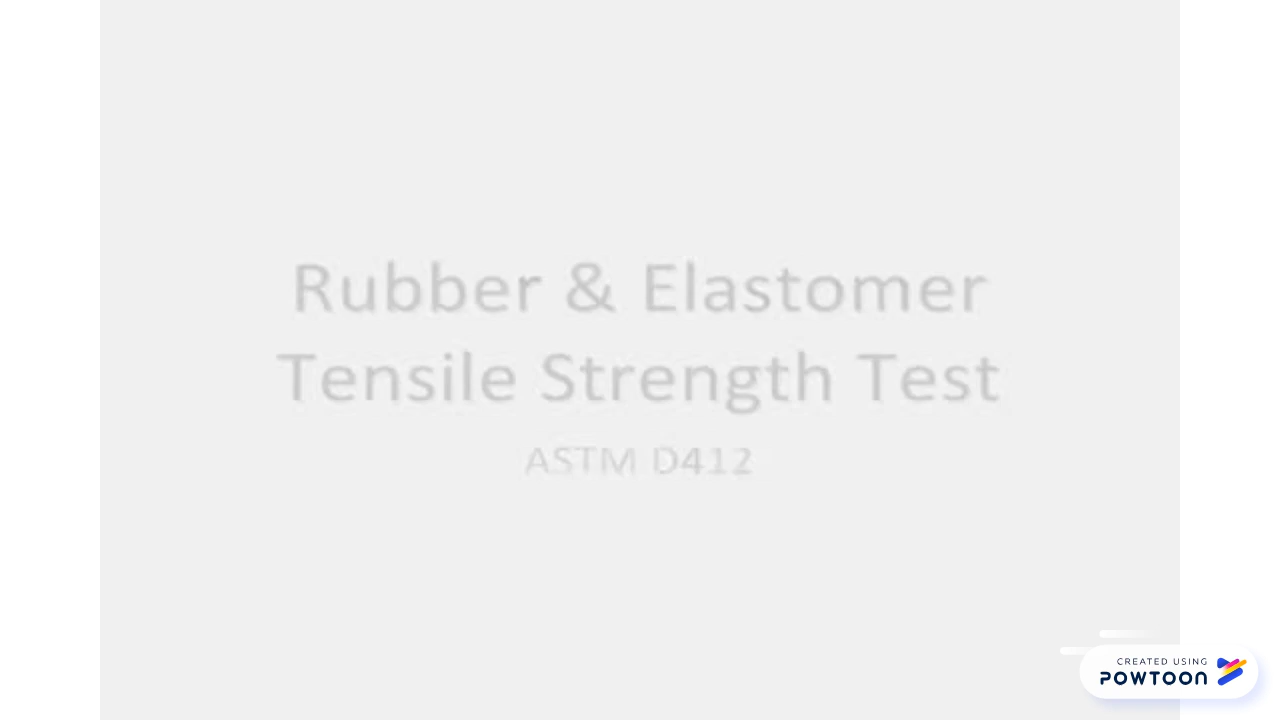 Rubber & Elastomer
Tensile Strength Test
ASTM D412
CREATED USING
POWTOON